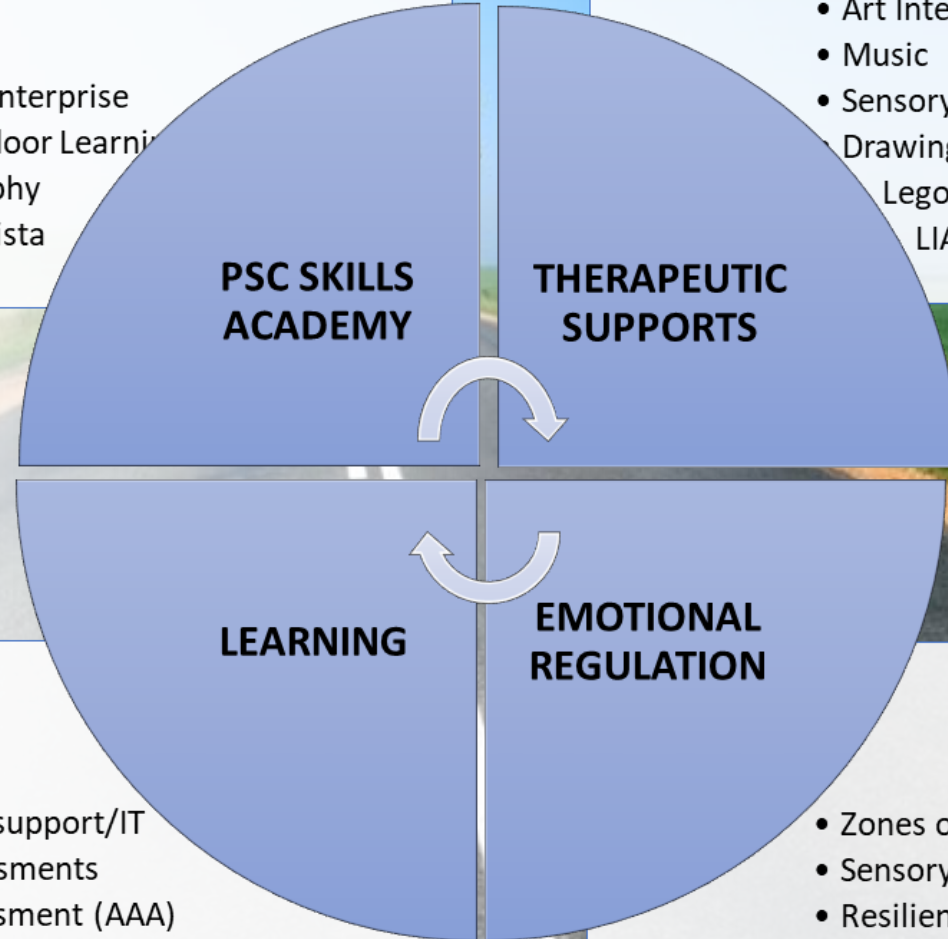 • Art Inte
• Music
• Sensory
Drawing
Lego
LIA
nterprise
door Learni
phy
ista
PSC SKILLS
ACADEMY
THERAPEUTIC
SUPPORTS
LEARNING
EMOTIONAL
REGULATION
support/IT
sments
sment (AAA)
• Zones o
• Sensory
• Resilien